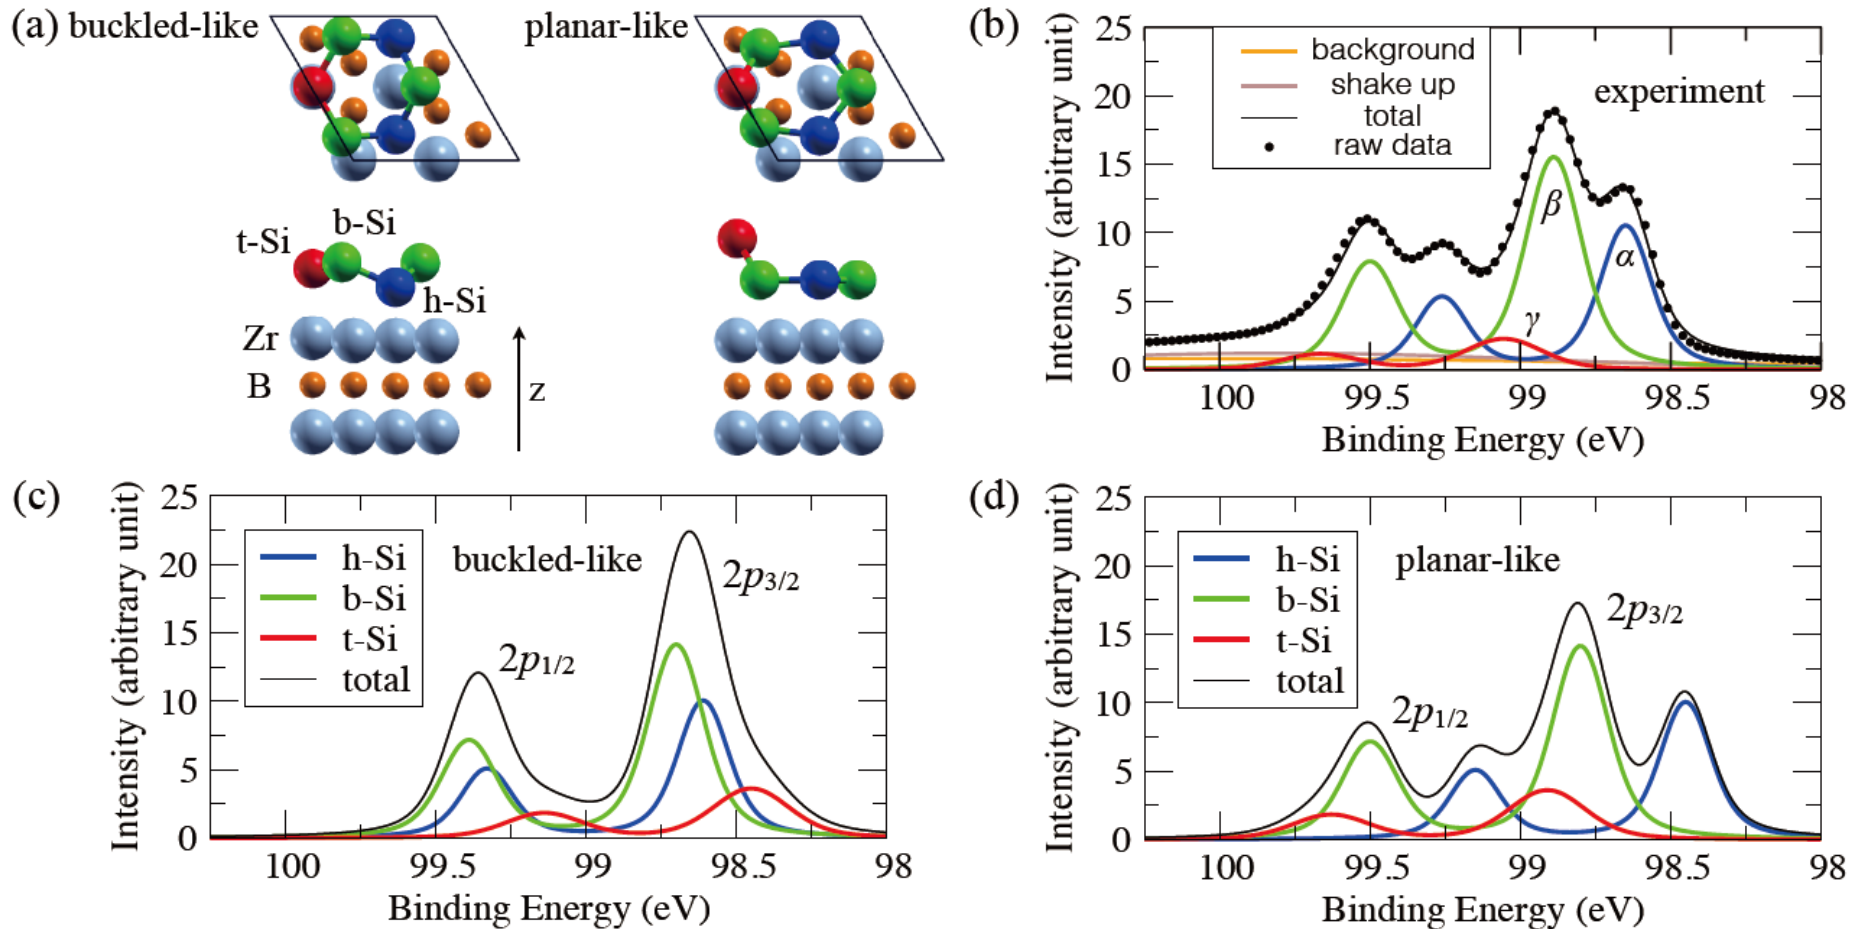 (a) buckled-like
planar-like
t-Si
b-Si
h-Si
Zr
B
z
(b)
Intensity (arbitrary unit)
25
20
15
10
5
0
background
shake up
total
raw data
experiment
β
α
γ
100
99.5
99
98.5
98
Binding Energy (eV)
(c)
Intensity (arbitrary unit)
25
20
15
10
5
0
h-Si
b-Si
t-Si
total
buckled-like
2p3/2
2p1/2
100
99.5
99
98.5
98
Binding Energy (eV)
(d)
Intensity (arbitrary unit)
25
20
15
10
5
0
h-Si
b-Si
t-Si
total
planar-like
2p3/2
2p1/2
100
99.5
99
98.5
98
Binding Energy (eV)